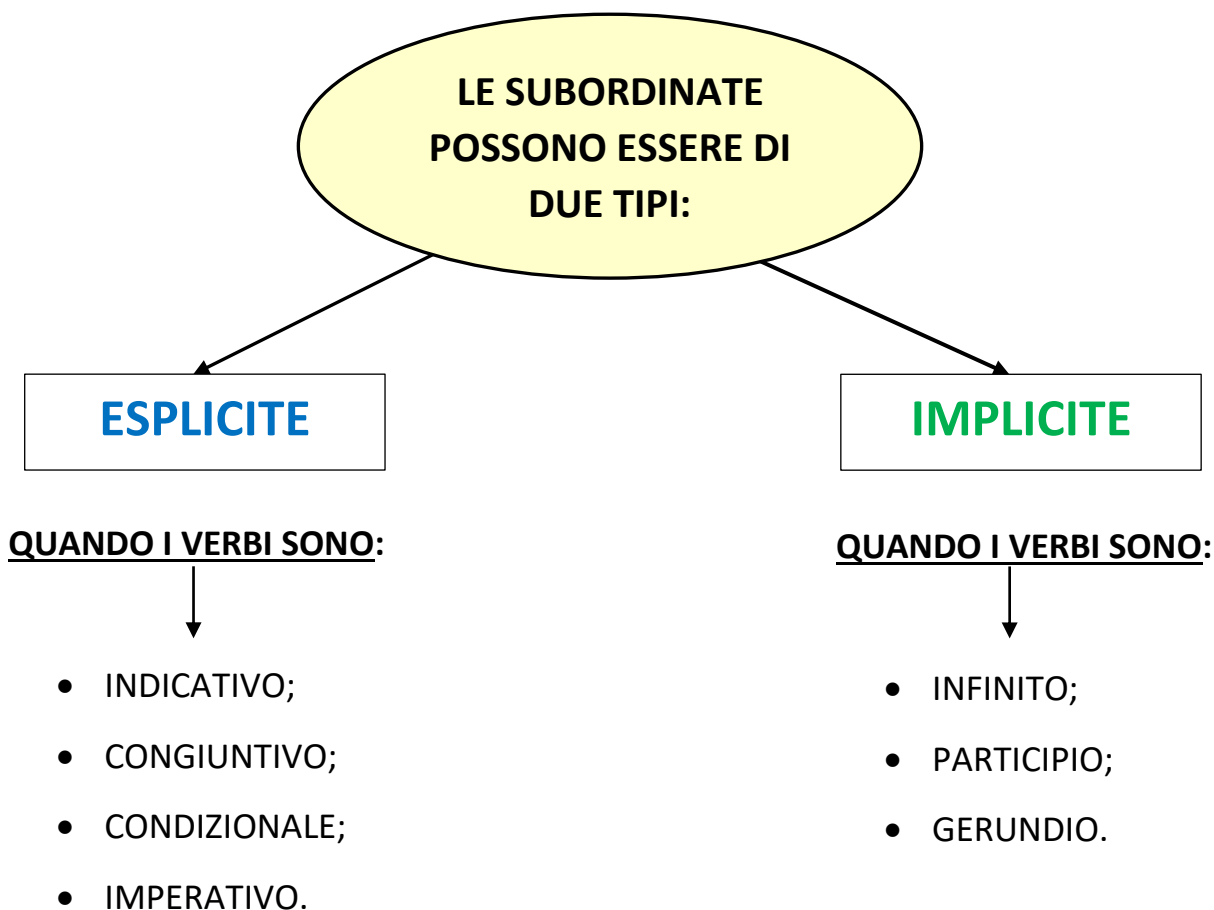 LE SUBORDINATE
POSSONO ESSERE DI
DUE TIPI:
ESPLICITE
IMPLICITE
QUANDO I VERBI SONO:
QUANDO I VERBI SONO:
• INDICATIVO;
• CONGIUNTIVO;
• CONDIZIONALE;
• IMPERATIVO.
• INFINITO;
• PARTICIPIO;
• GERUNDIO.